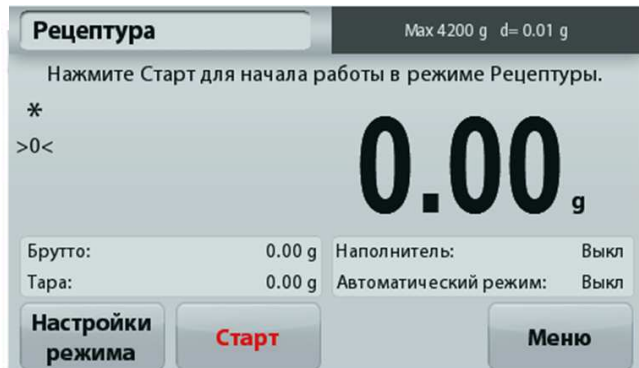 Рецептура
Max 4200 g d= 0.01 g
Нажмите Старт для начала работы в режиме Рецептуры.
*
>0<
0.00 g
Брутто: 0.00 g
Тара: 0.00 g
Наполнитель: Выкл
Автоматический режим: Выкл
Настройки
режима
Старт
Меню